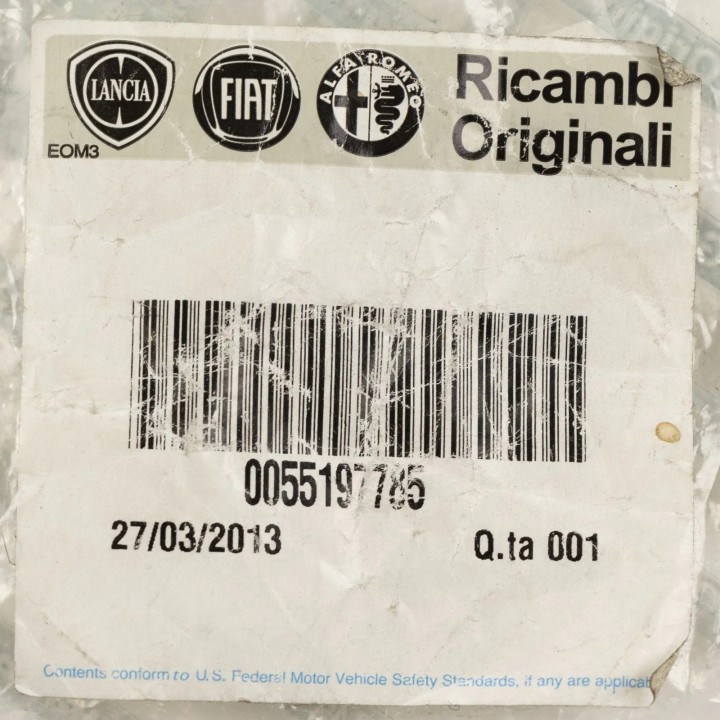 LANCIA FIAT ALFA ROMEO Ricambi
EOM3 Originali
0055197785
27/03/2013 Q.ta 001
Contents conform to U.S. Federal Motor Vehicle Safety Standards, if any are applicab